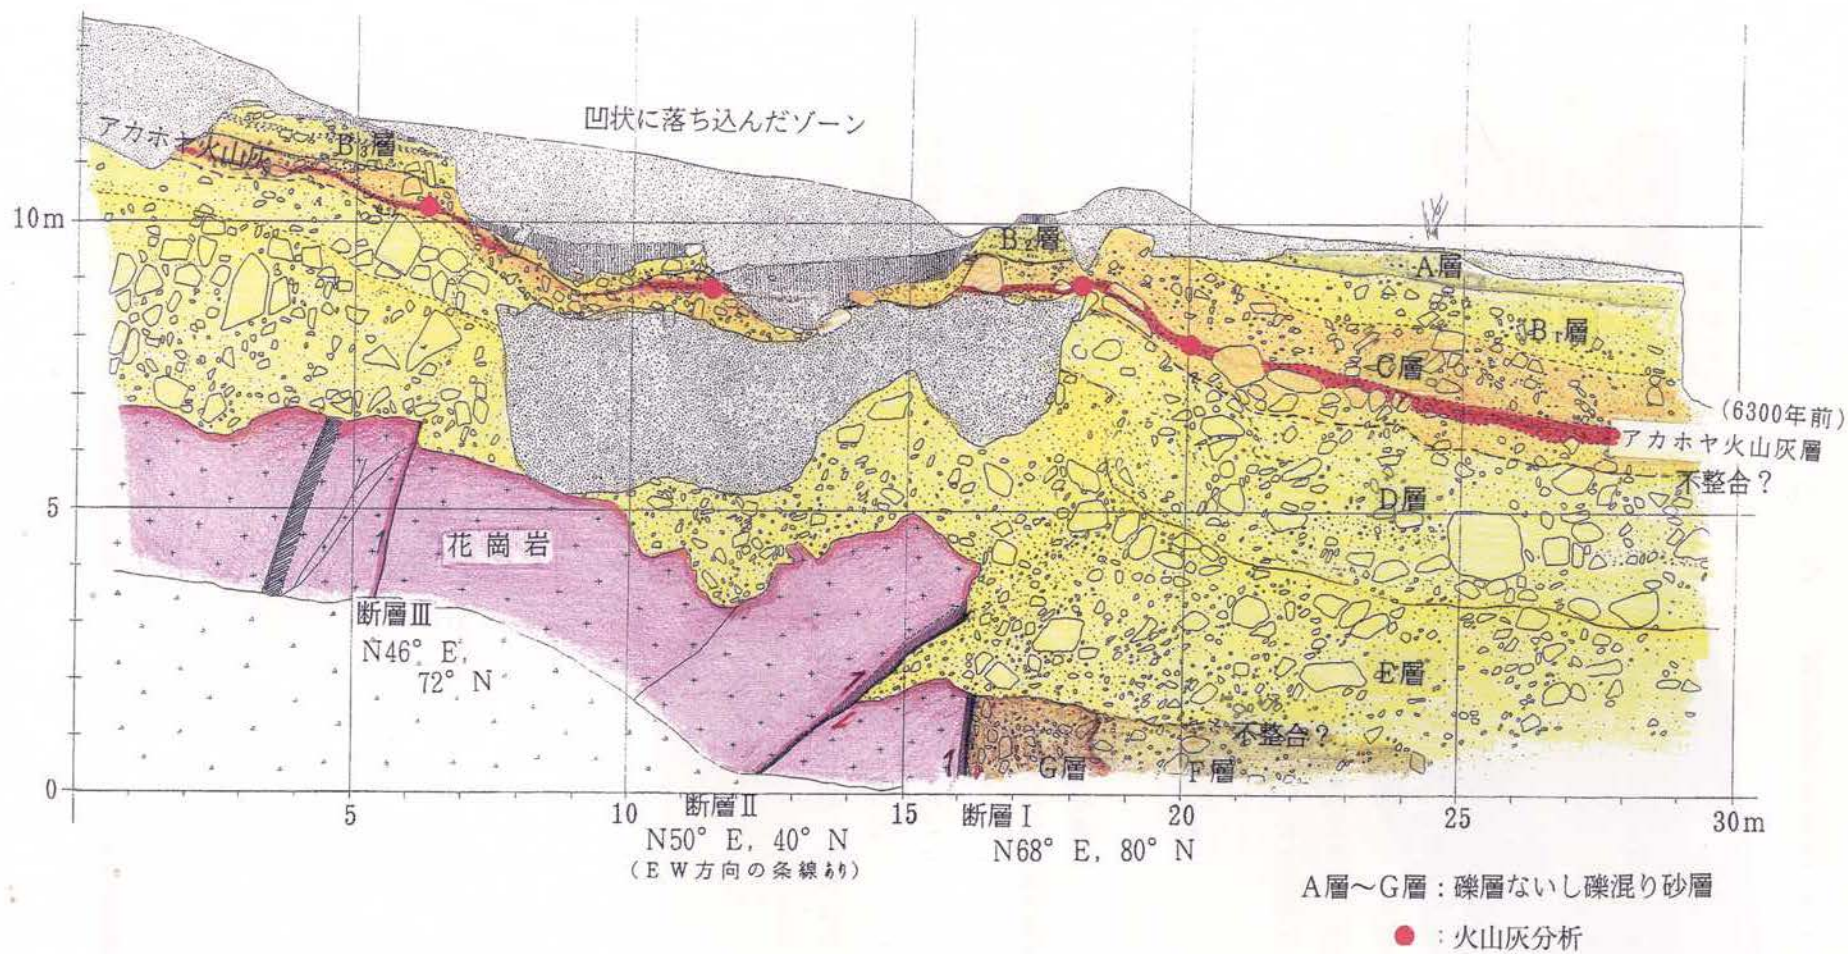 凹状に落ち込んだゾーン
アカホヤ火山灰
B₃層
10m
B₂層
A層
B₁層
C層
(6300年前)
アカホヤ火山灰層
不整合?
D層
5
花崗岩
断層Ⅲ
N46° E,
72° N
E層
不整合?
G層
F層
0
5
10
15
20
25
30m
断層Ⅱ
N50° E, 40° N
(EW方向の条線あり)
断層Ⅰ
N68° E, 80° N
A層~G層:礫層ないし礫混り砂層
:火山灰分析